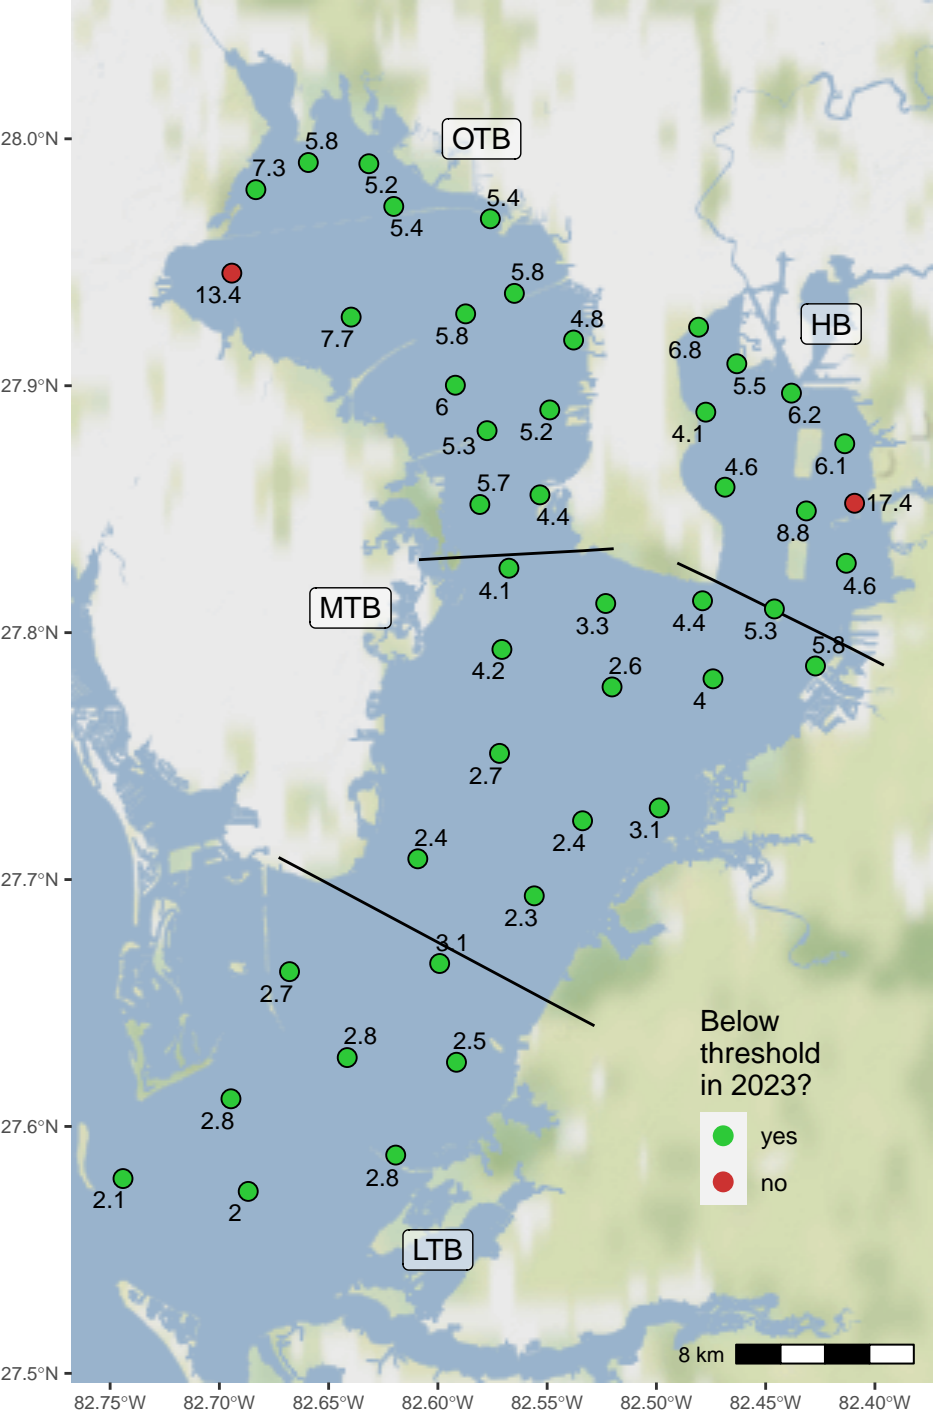 28.0°N
5.8
OTB
7.3
5.2
5.4
5.4
13.4
5.8
7.7
5.8
4.8
HB
6.8
5.5
27.9°N
6
5.2
4.1
6.2
5.3
6.1
4.6
5.7
4.4
17.4
8.8
4.1
4.6
MTB
3.3
4.4
5.3
27.8°N
5.8
4.2
2.6
4
2.7
2.4
2.4
3.1
27.7°N
2.3
3.1
2.7
Below
threshold
in 2023?
2.8
2.5
2.8
27.6°N
yes
2.8
no
2.1
2
LTB
8 km
27.5°N
82.75°W
82.70°W
82.65°W
82.60°W
82.55°W
82.50°W
82.45°W
82.40°W